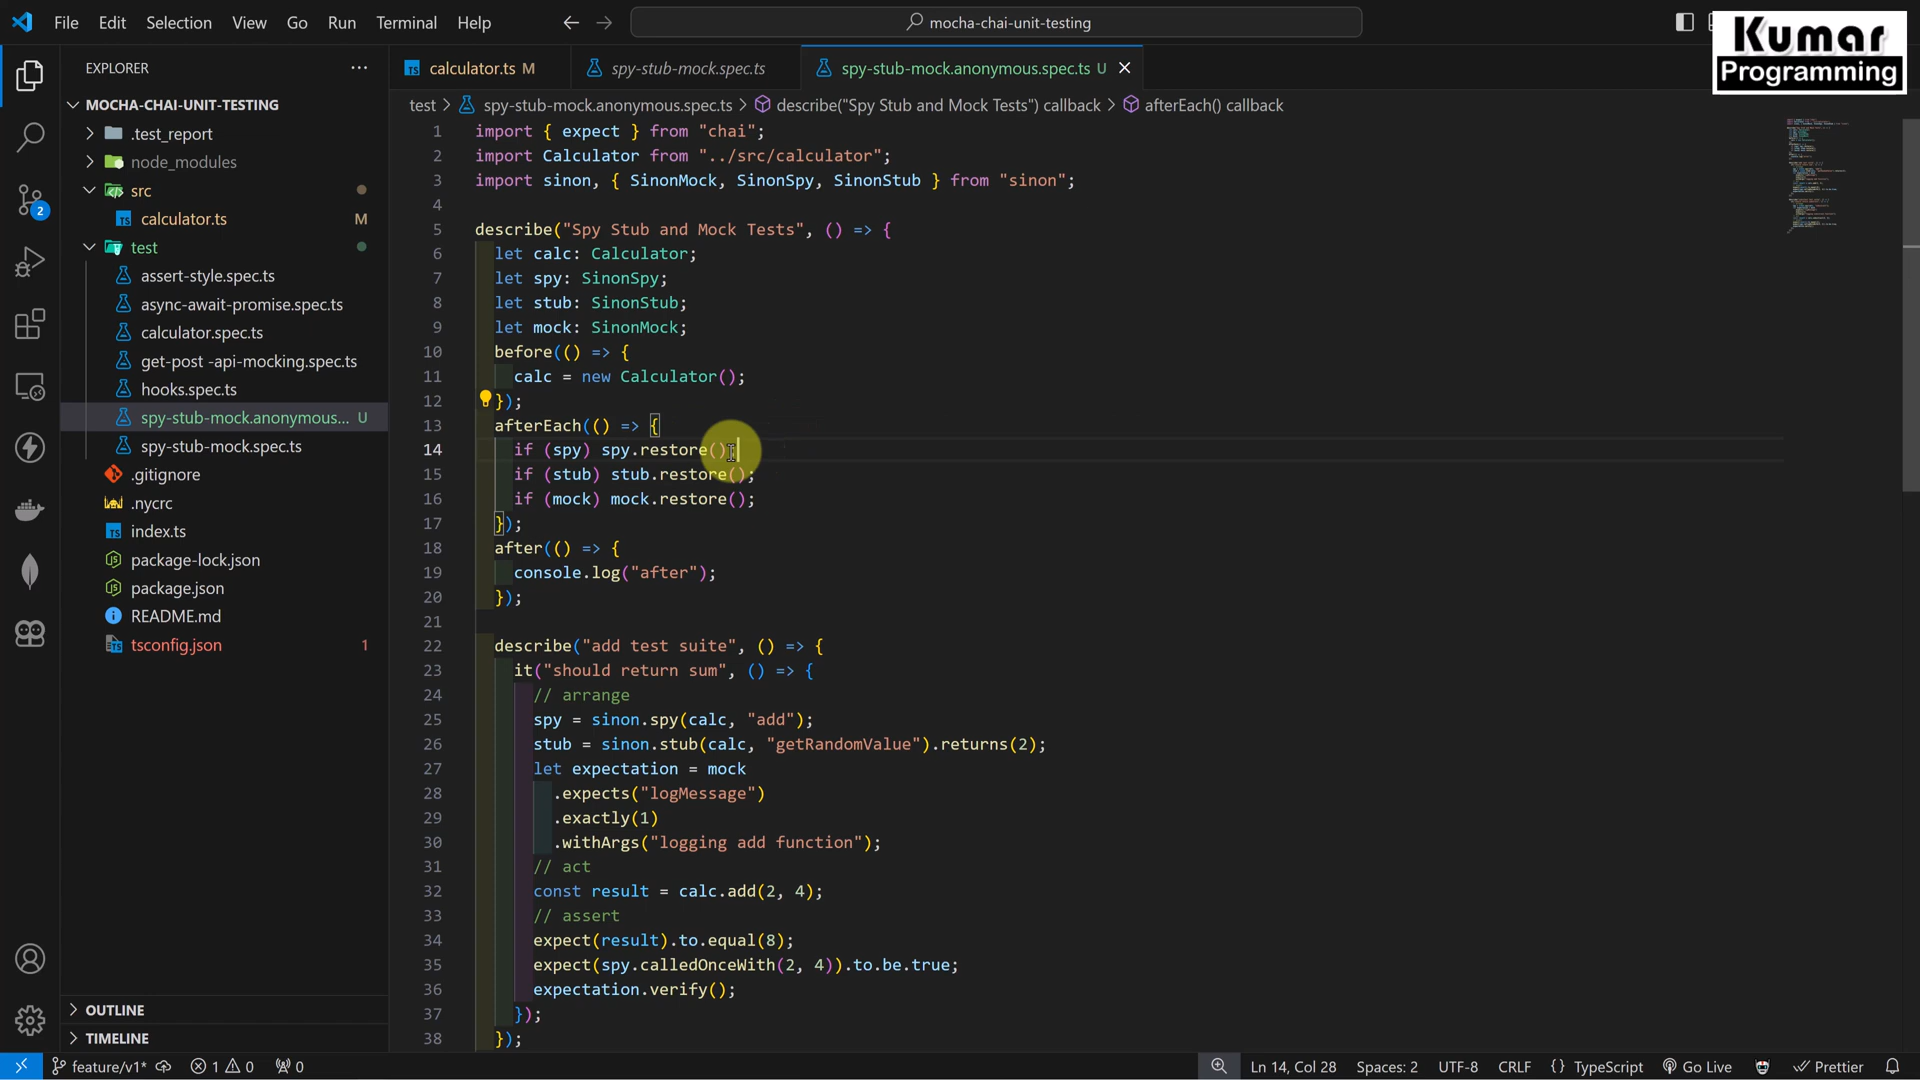 File Edit Selection View Go Run Terminal Help
mocha-chai-unit-testing
Kumar
Programming
EXPLORER
MOCHA-CHAI-UNIT-TESTING
.test_report
node_modules
src
calculator.ts M
test
assert-style.spec.ts
async-await-promise.spec.ts
calculator.spec.ts
get-post -api-mocking.spec.ts
hooks.spec.ts
spy-stub-mock.anonymous... U
spy-stub-mock.spec.ts
.gitignore
.nycrc
index.ts
package-lock.json
package.json
README.md
tsconfig.json 1
OUTLINE
TIMELINE
2
calculator.ts M spy-stub-mock.spec.ts spy-stub-mock.anonymous.spec.ts U
test > spy-stub-mock.anonymous.spec.ts > describe("Spy Stub and Mock Tests") callback > afterEach() callback
1 import { expect } from "chai";
2 import Calculator from "../src/calculator";
3 import sinon, { SinonMock, SinonSpy, SinonStub } from "sinon";
4
5 describe("Spy Stub and Mock Tests", () => {
6 let calc: Calculator;
7 let spy: SinonSpy;
8 let stub: SinonStub;
9 let mock: SinonMock;
10 before(() => {
11 calc = new Calculator();
12 });
13 afterEach(() => {
14 if (spy) spy.restore();
15 if (stub) stub.restore();
16 if (mock) mock.restore();
17 });
18 after(() => {
19 console.log("after");
20 });
21
22 describe("add test suite", () => {
23 it("should return sum", () => {
24 // arrange
25 spy = sinon.spy(calc, "add");
26 stub = sinon.stub(calc, "getRandomValue").returns(2);
27 let expectation = mock
28 .expects("logMessage")
29 .exactly(1)
30 .withArgs("logging add function");
31 // act
32 const result = calc.add(2, 4);
33 // assert
34 expect(result).to.equal(8);
35 expect(spy.calledOnceWith(2, 4)).to.be.true;
36 expectation.verify();
37 });
38 });
feature/v1* 1 0 0 Ln 14, Col 28 Spaces: 2 UTF-8 CRLF {} TypeScript Go Live Prettier